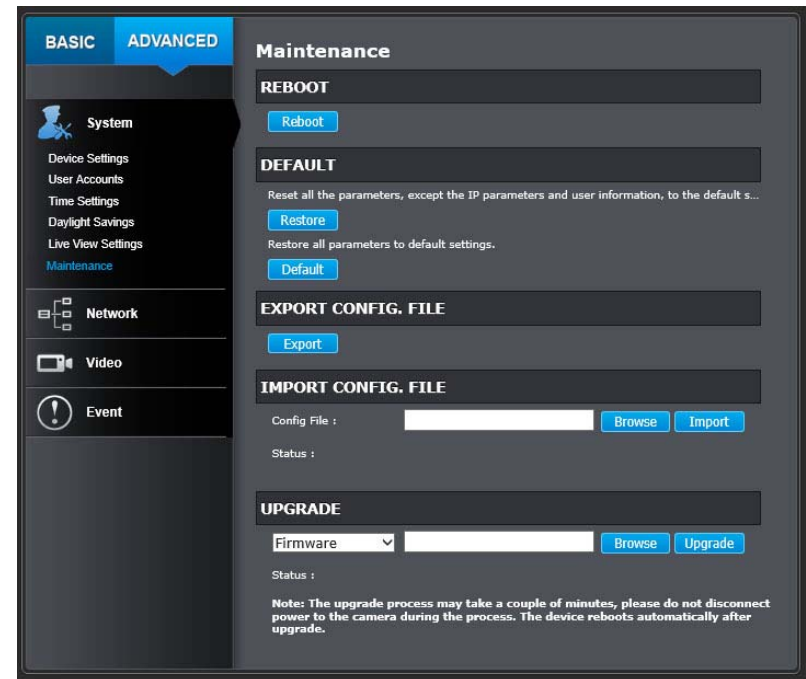 BASIC ADVANCED
Maintenance
REBOOT
Reboot
System
Device Settings
User Accounts
Time Settings
Daylight Savings
Live View Settings
Maintenance
Network
Video
Event
DEFAULT
Reset all the parameters, except the IP parameters and user information, to the default s...
Restore
Restore all parameters to default settings.
Default
EXPORT CONFIG. FILE
Export
IMPORT CONFIG. FILE
Config File : Browse Import
Status :
UPGRADE
Firmware Browse Upgrade
Status :
Note: The upgrade process may take a couple of minutes, please do not disconnect
power to the camera during the process. The device reboots automatically after
upgrade.